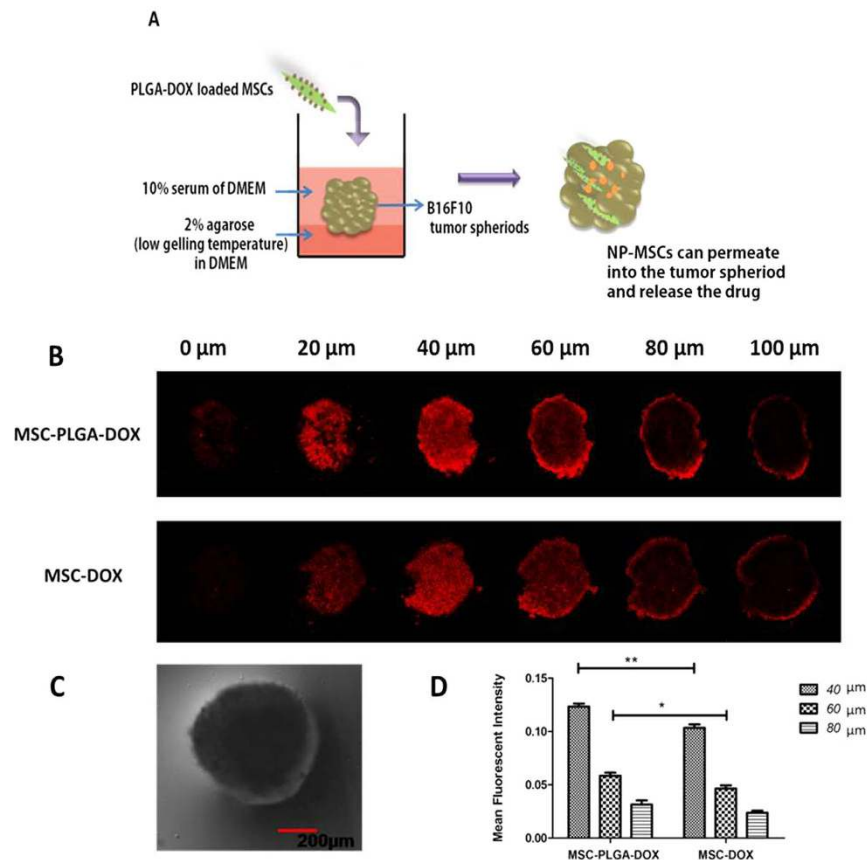 A
PLGA-DOX loaded MSCs
10% serum of DMEM
2% agarose
(low gelling temperature)
in DMEM
B16F10
tumor spheriods
NP-MSCs can permeate
into the tumor spheriod
and release the drug
B
0 μm 20 μm 40 μm 60 μm 80 μm 100 μm
MSC-PLGA-DOX
MSC-DOX
C
200μm
D
Mean Fluorescent Intensity
0.15
0.10
0.05
0.00
**
*
MSC-PLGA-DOX MSC-DOX
40 μm
60 μm
80 μm